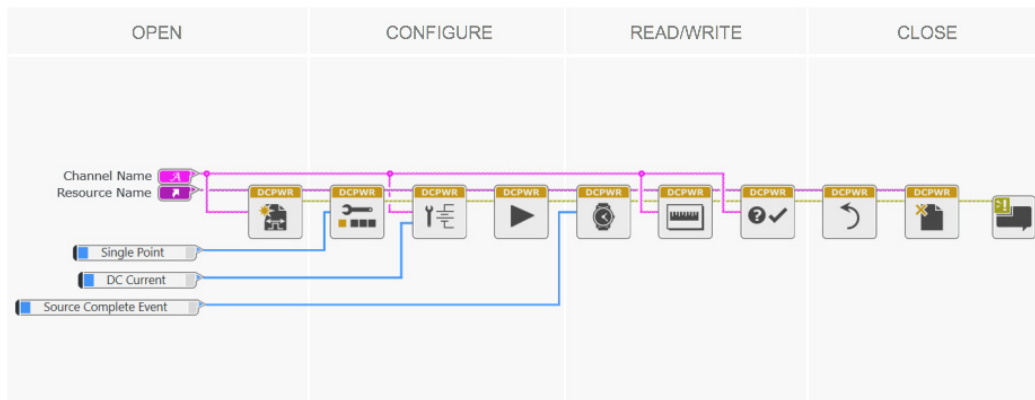 OPEN
CONFIGURE
READ/WRITE
CLOSE
Channel Name
A
Resource Name
DCPWR
DCPWR
DCPWR
DCPWR
DCPWR
DCPWR
DCPWR
DCPWR
DCPWR
Single Point
DC Current
Source Complete Event